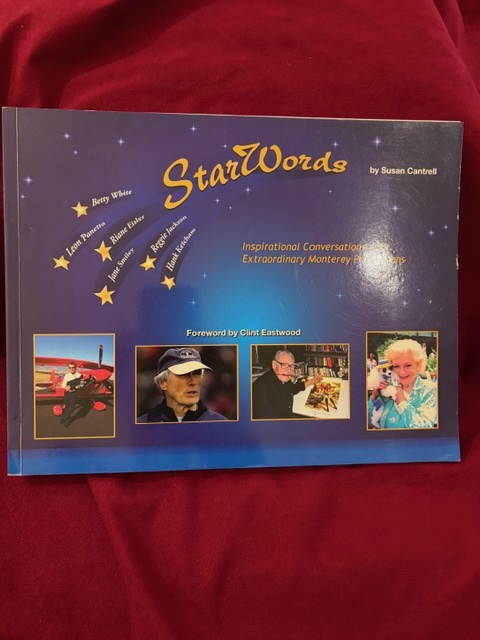 StarWords
by Susan Cantrell
Betty White
Leon Panetta
Riane Eisler
Jane Smiley
Reggie Jackson
Hank Ketcham
Inspirational Conversations
Extraordinary Monterey
Foreword by Clint Eastwood